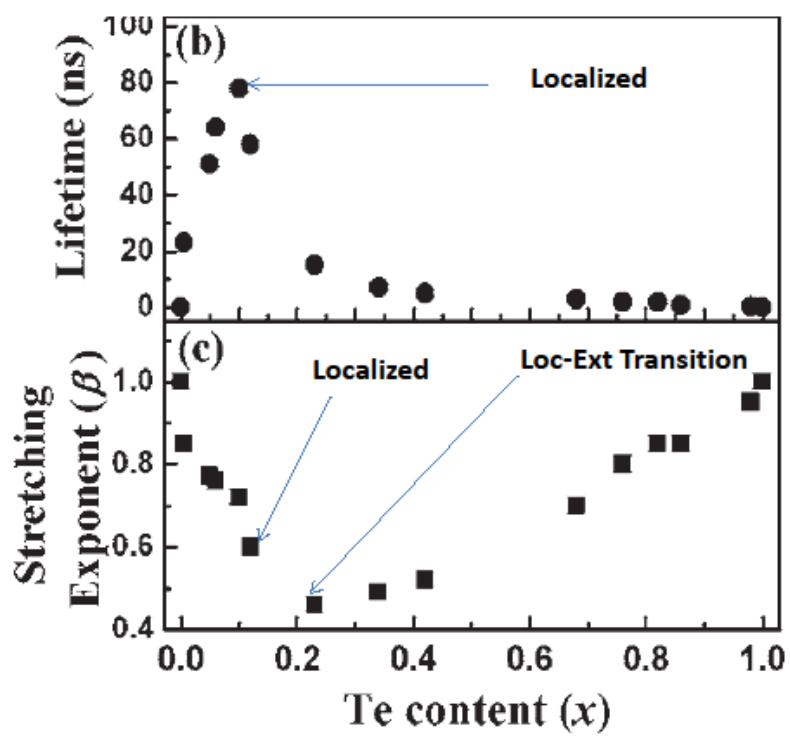 100
(b)
Localized
80
60
40
20
0
Lifetime (ns)
(c)
Loc-Ext Transition
Localized
1.0
0.8
0.6
0.4
Stretching
Exponent (β)
0.0 0.2 0.4 0.6 0.8 1.0
Te content (x)